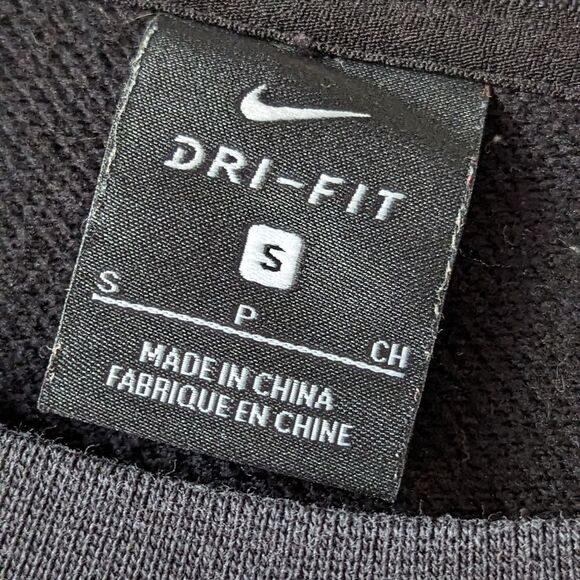 DRI-FIT
S
S P CH
MADE IN CHINA
FABRIQUE EN CHINE